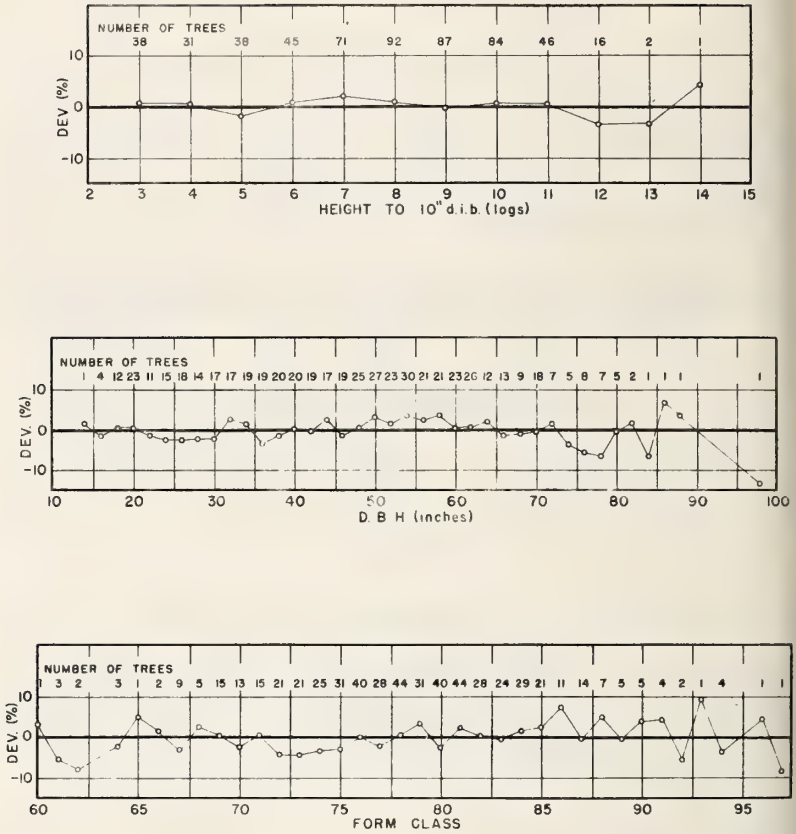 NUMBER OF TREES
38 31 38 45 71 92 87 84 46 16 2 1
10
0
-10
DEV (%)
2 3 4 5 6 7 8 9 10 11 12 13 14 15
HEIGHT TO 10" d.i.b. (logs)
NUMBER OF TREES
1 4 12 23 11 15 18 14 17 17 19 19 20 20 19 17 19 25 27 23 30 21 21 23 26 12 13 9 18 7 5 8 7 5 2 1 1 1 1
10
0
-10
DEV. (%)
10 20 30 40 50 60 70 80 90 100
D. B H (inches)
NUMBER OF TREES
1 3 2 3 1 2 9 5 15 13 15 21 21 25 31 40 28 44 31 40 44 28 24 29 21 11 14 7 5 5 4 2 1 4 1 1
10
0
-10
DEV. (%)
60 65 70 75 80 85 90 95
FORM CLASS